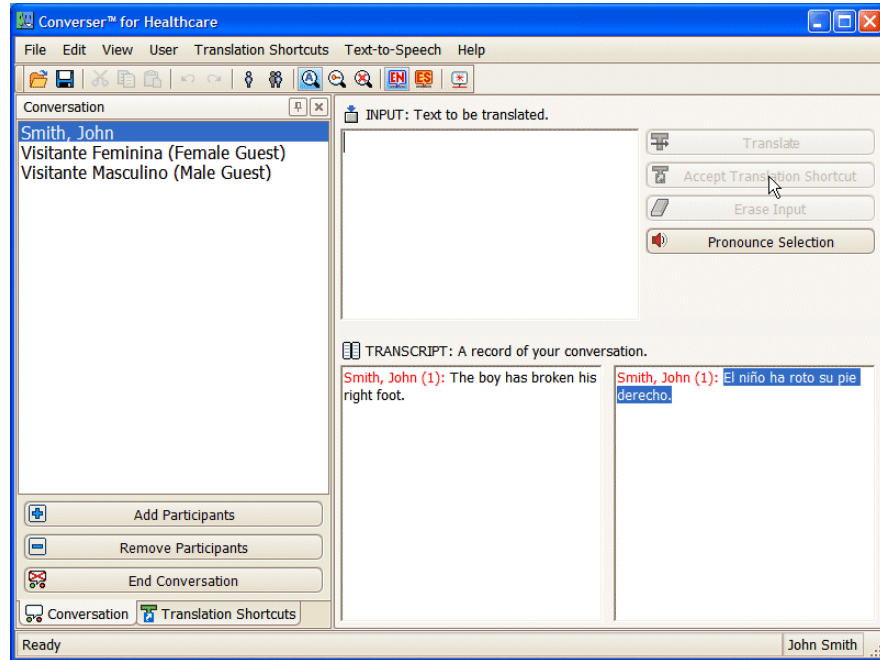 Converser™ for Healthcare
File Edit View User Translation Shortcuts Text-to-Speech Help
A EN ES
Conversation
Smith, John
Visitante Feminina (Female Guest)
Visitante Masculino (Male Guest)
Add Participants
Remove Participants
End Conversation
Conversation Translation Shortcuts
INPUT: Text to be translated.
Translate
Accept Translation Shortcut
Erase Input
Pronounce Selection
TRANSCRIPT: A record of your conversation.
Smith, John (1): The boy has broken his
right foot.
Smith, John (1): El niño ha roto su pie
derecho.
Ready
John Smith